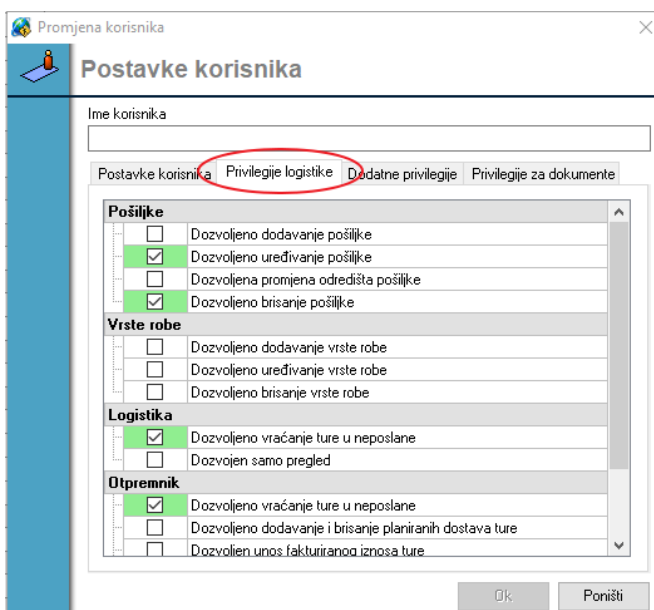 Promjena korisnika
Postavke korisnika
Ime korisnika
Postavke korisnika Privilegije logistike Dodatne privilegije Privilegije za dokumente
Pošiljke
Dozvoljeno dodavanje pošiljke
Dozvoljeno uređivanje pošiljke
Dozvoljena promjena odredišta pošiljke
Dozvoljeno brisanje pošiljke
Vrste robe
Dozvoljeno dodavanje vrste robe
Dozvoljeno uređivanje vrste robe
Dozvoljeno brisanje vrste robe
Logistika
Dozvoljeno vraćanje ture u neposlane
Dozvojen samo pregled
Otpremnik
Dozvoljeno vraćanje ture u neposlane
Dozvoljeno dodavanje i brisanje planiranih dostava ture
Dozvoljen unos fakturiranog iznosa ture
Ok Poništi